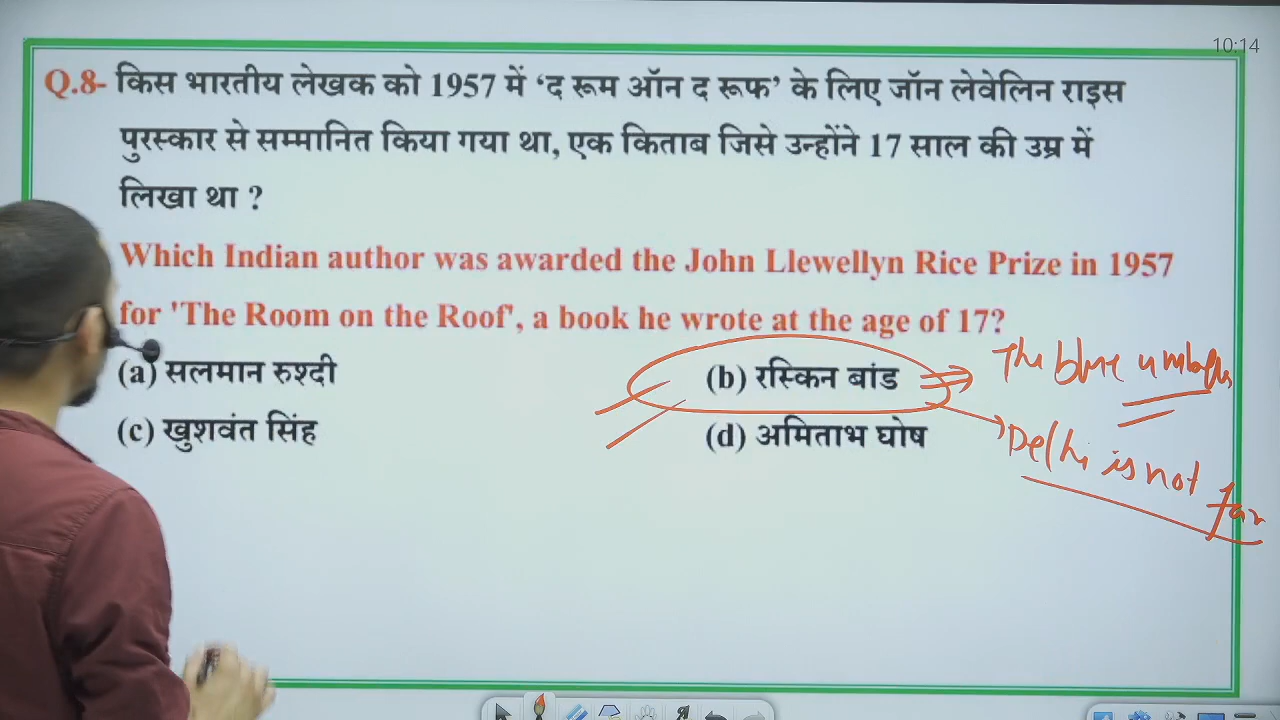 10:14
Q.8- किस भारतीय लेखक को 1957 में ‘द रूम ऑन द रूफ’ के लिए जॉन लेवेलिन राइस
पुरस्कार से सम्मानित किया गया था, एक किताब जिसे उन्होंने 17 साल की उम्र में
लिखा था ?
Which Indian author was awarded the John Llewellyn Rice Prize in 1957
for 'The Room on the Roof', a book he wrote at the age of 17?
(a) सलमान रुश्दी
(b) रस्किन बांड
The blue
(c) खुशवंत सिंह
(d) अमिताभ घोष
Delhi is not
far